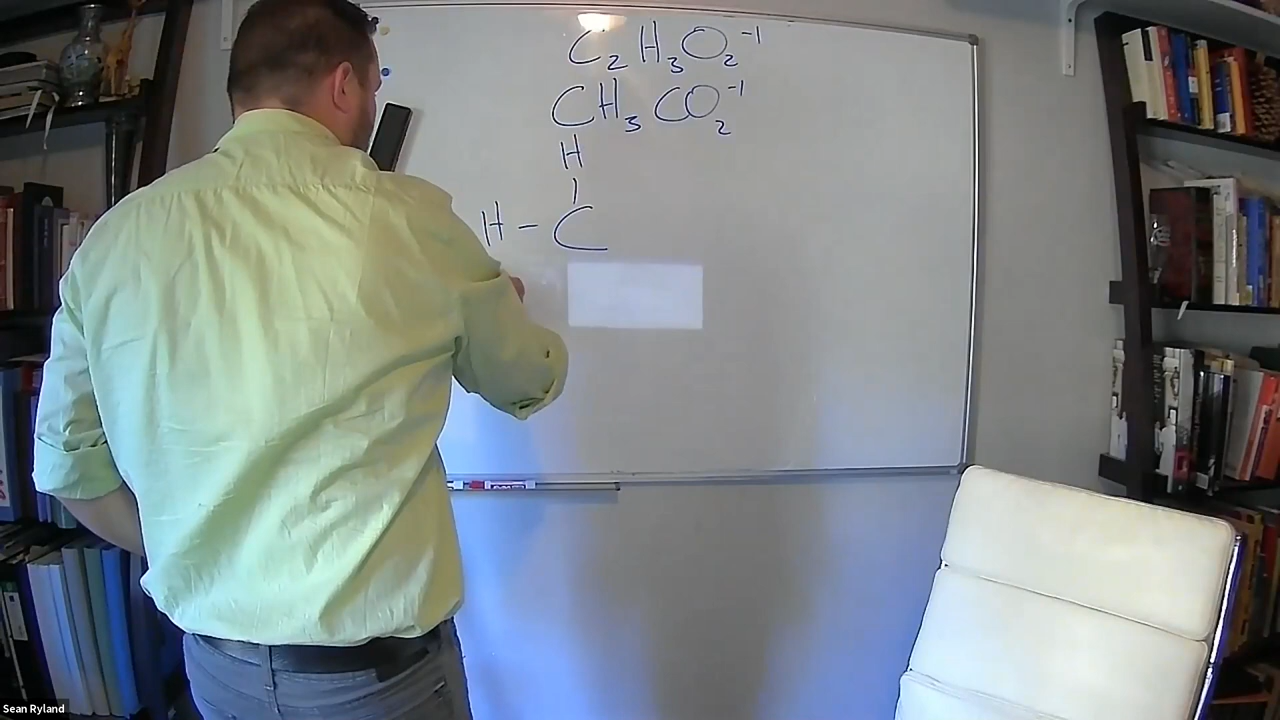 C₂H₃O₂⁻¹
CH₃CO₂⁻¹
H
|
H – C
Sean Ryland